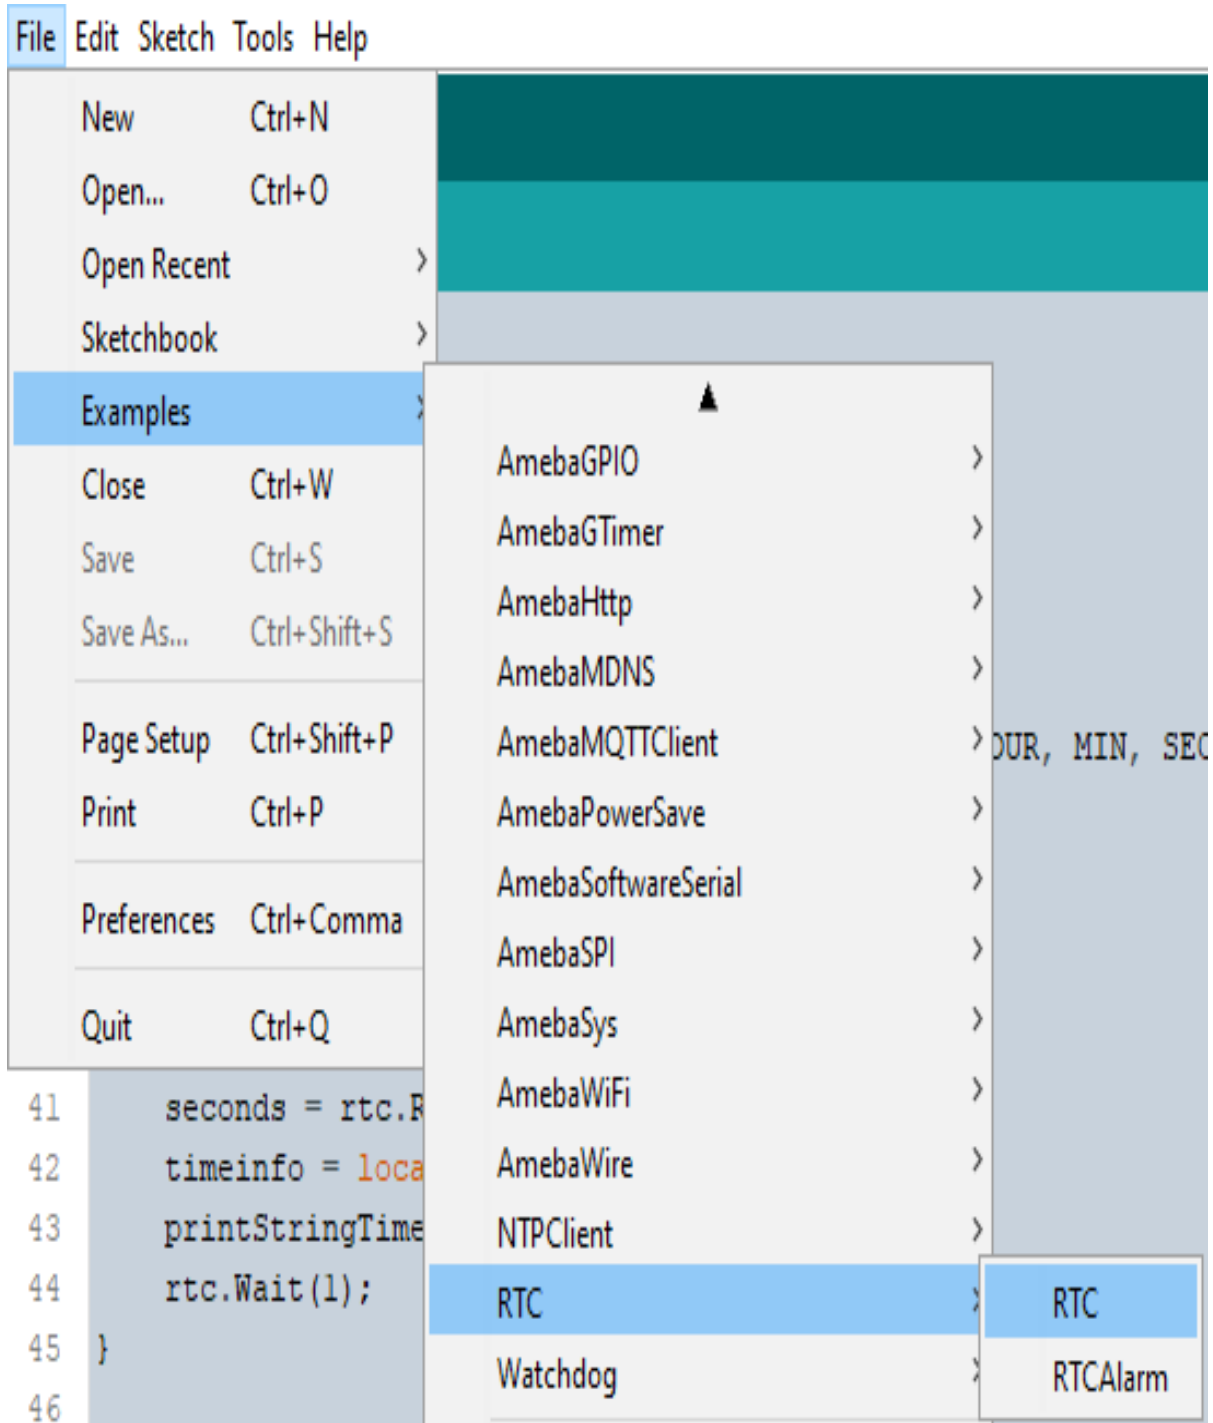 File Edit Sketch Tools Help
New Ctrl+N
Open... Ctrl+O
Open Recent
Sketchbook
Examples
Close Ctrl+W
Save Ctrl+S
Save As... Ctrl+Shift+S
Page Setup Ctrl+Shift+P
Print Ctrl+P
Preferences Ctrl+Comma
Quit Ctrl+Q
AmebaGPIO
AmebaGTimer
AmebaHttp
AmebaMDNS
AmebaMQTTClient
AmebaPowerSave
AmebaSoftwareSerial
AmebaSPI
AmebaSys
AmebaWiFi
AmebaWire
NTPClient
RTC
Watchdog
RTC
RTCAlarm
MIN, SEC
41 seconds = rtc.R
42 timeinfo = loca
43 printStringTime
44 rtc.Wait(1);
45 }
46